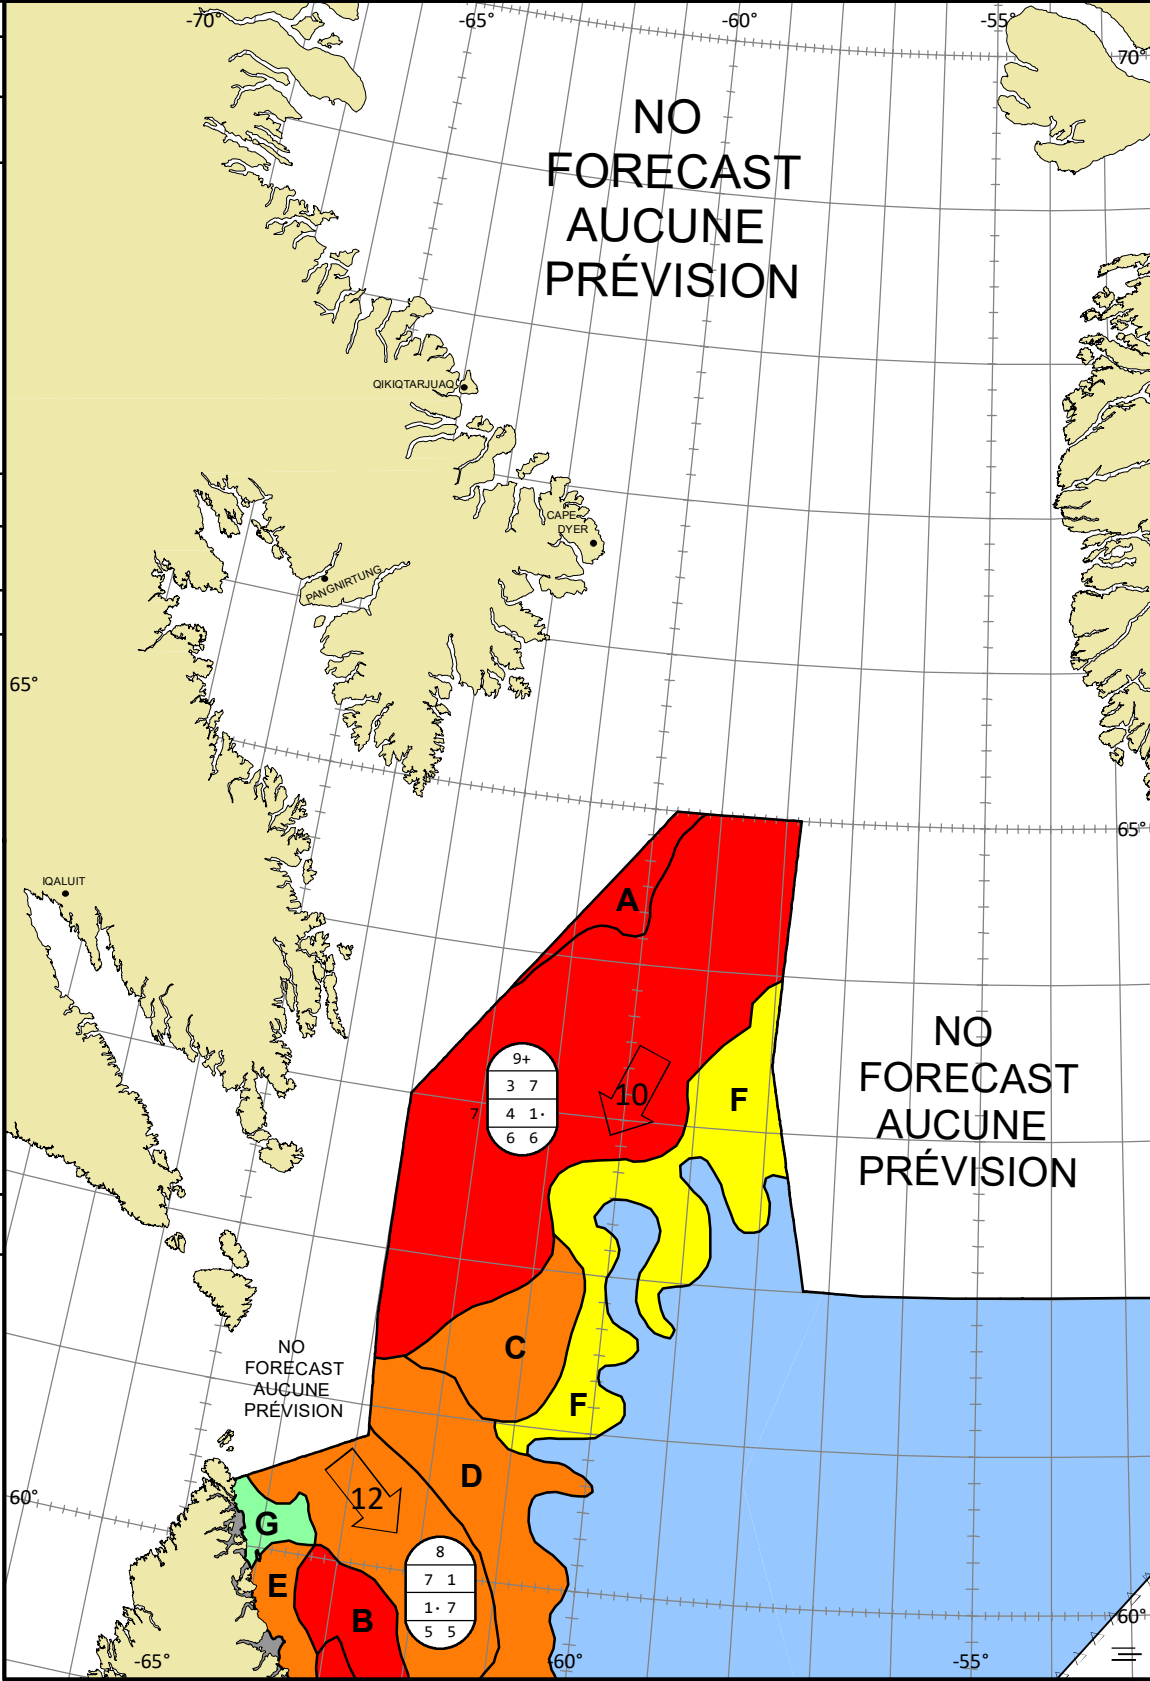 -70°
-65°
-60°
-55°
70°
NO
FORECAST
AUCUNE
PRÉVISION
QIKIQTARJUAQ
CAPE
DYER
PANGNIRTUNG
65°
65°
IQALUIT
A
NO
FORECAST
AUCUNE
PRÉVISION
9+
3 7
7 4 1·
6 6
10
F
C
NO
FORECAST
AUCUNE
PRÉVISION
F
D
60°
12
G
8
7 1
1· 7
5 5
E
B
60°
-65°
-60°
-55°